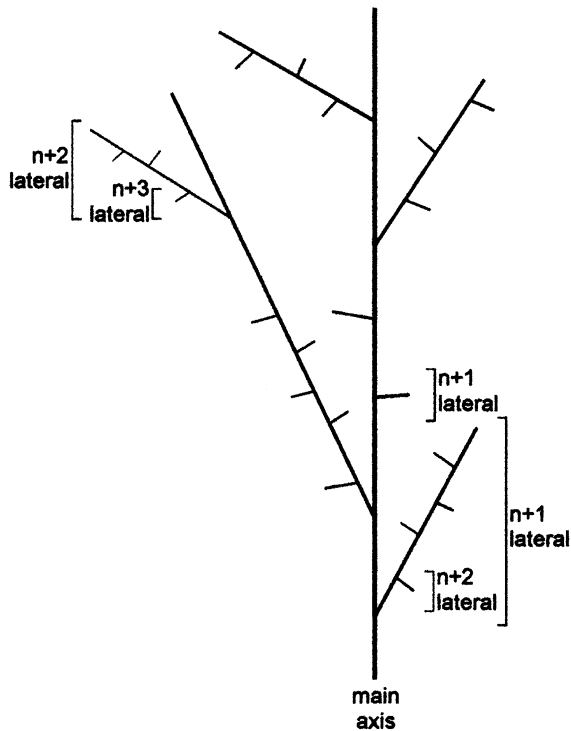 n+2
lateral
n+3
lateral
n+1
lateral
n+1
lateral
n+2
lateral
main
axis